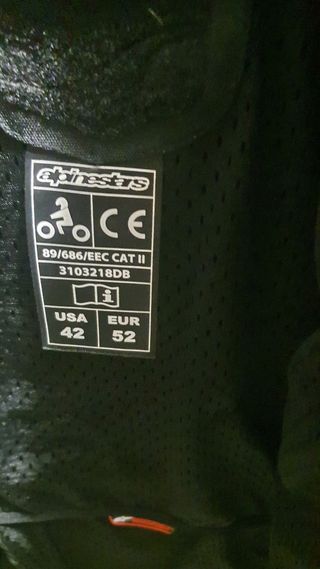 alpinestars
CE
89/686/EEC CAT II
3103218DB
i
USA EUR
42 52